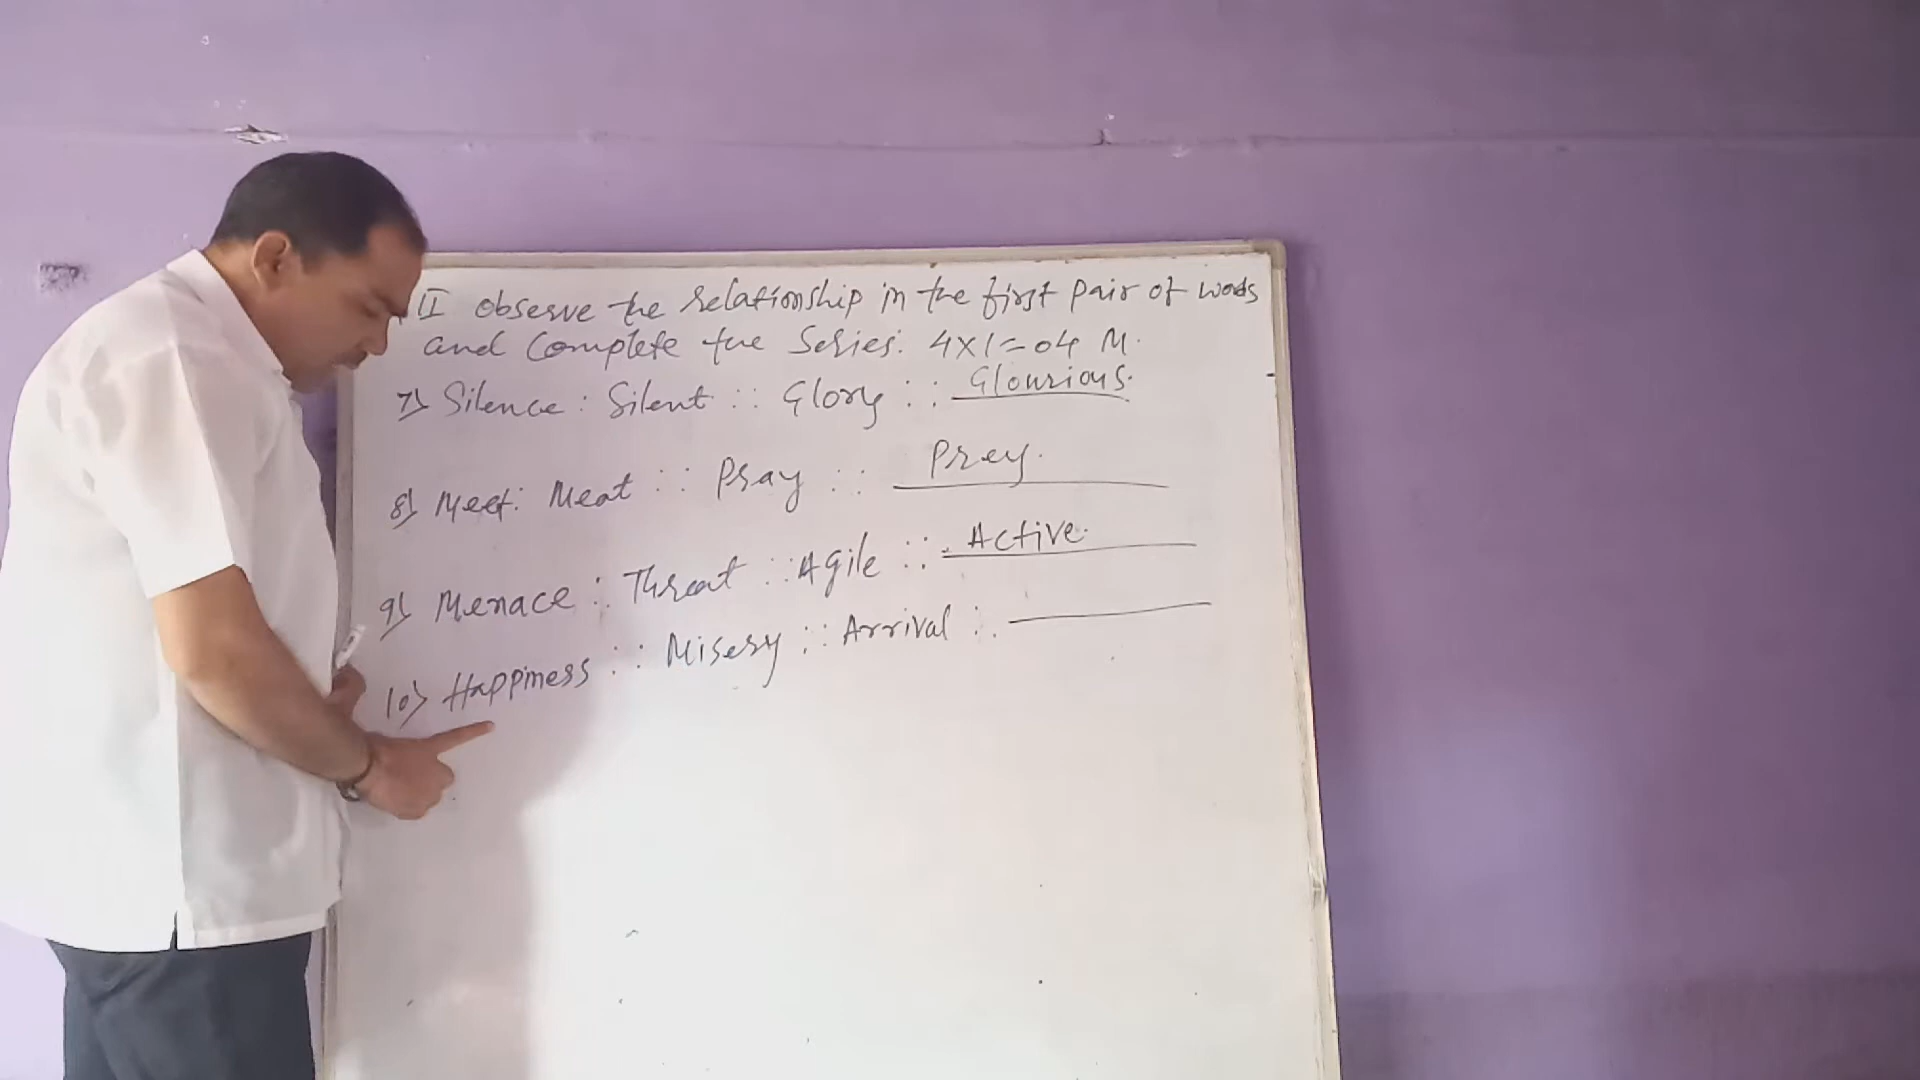 II Observe the relationship in the first pair of words
and Complete the Series. 4x1=04 M.
7) Silence : Silent :: Glory :: Glourious.
8) Meet : Meat :: Pray :: Prey.
9) Menace : Threat :: Agile :: Active.
10) Happiness :: Misery :: Arrival :